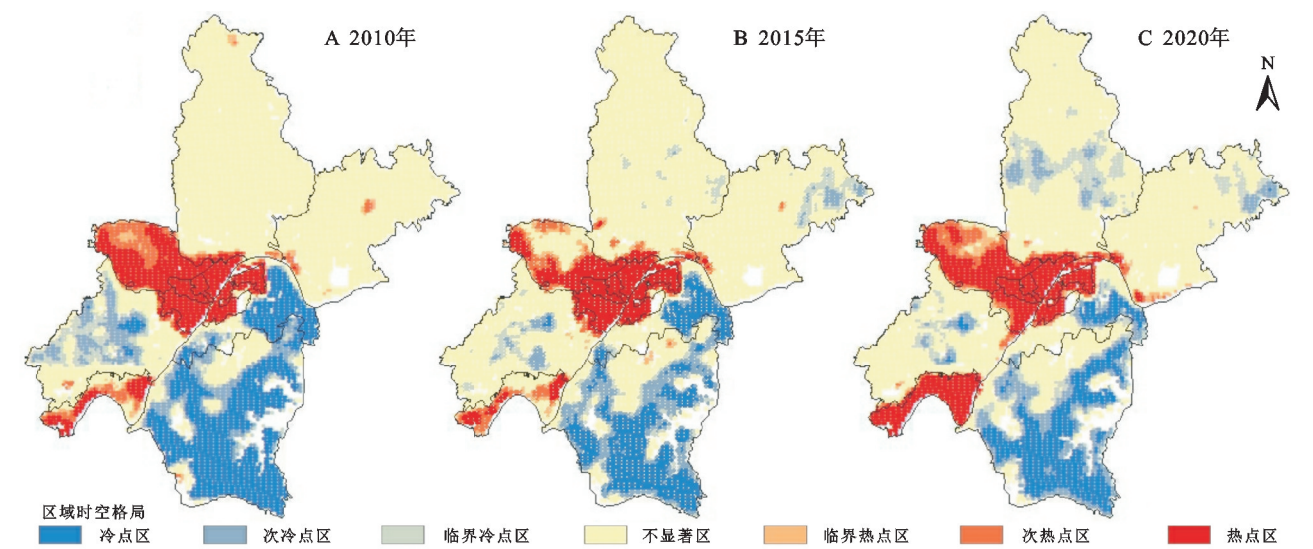 A 2010年
B 2015年
C 2020年
N
区域时空格局
冷点区
次冷点区
临界冷点区
不显著区
临界热点区
次热点区
热点区